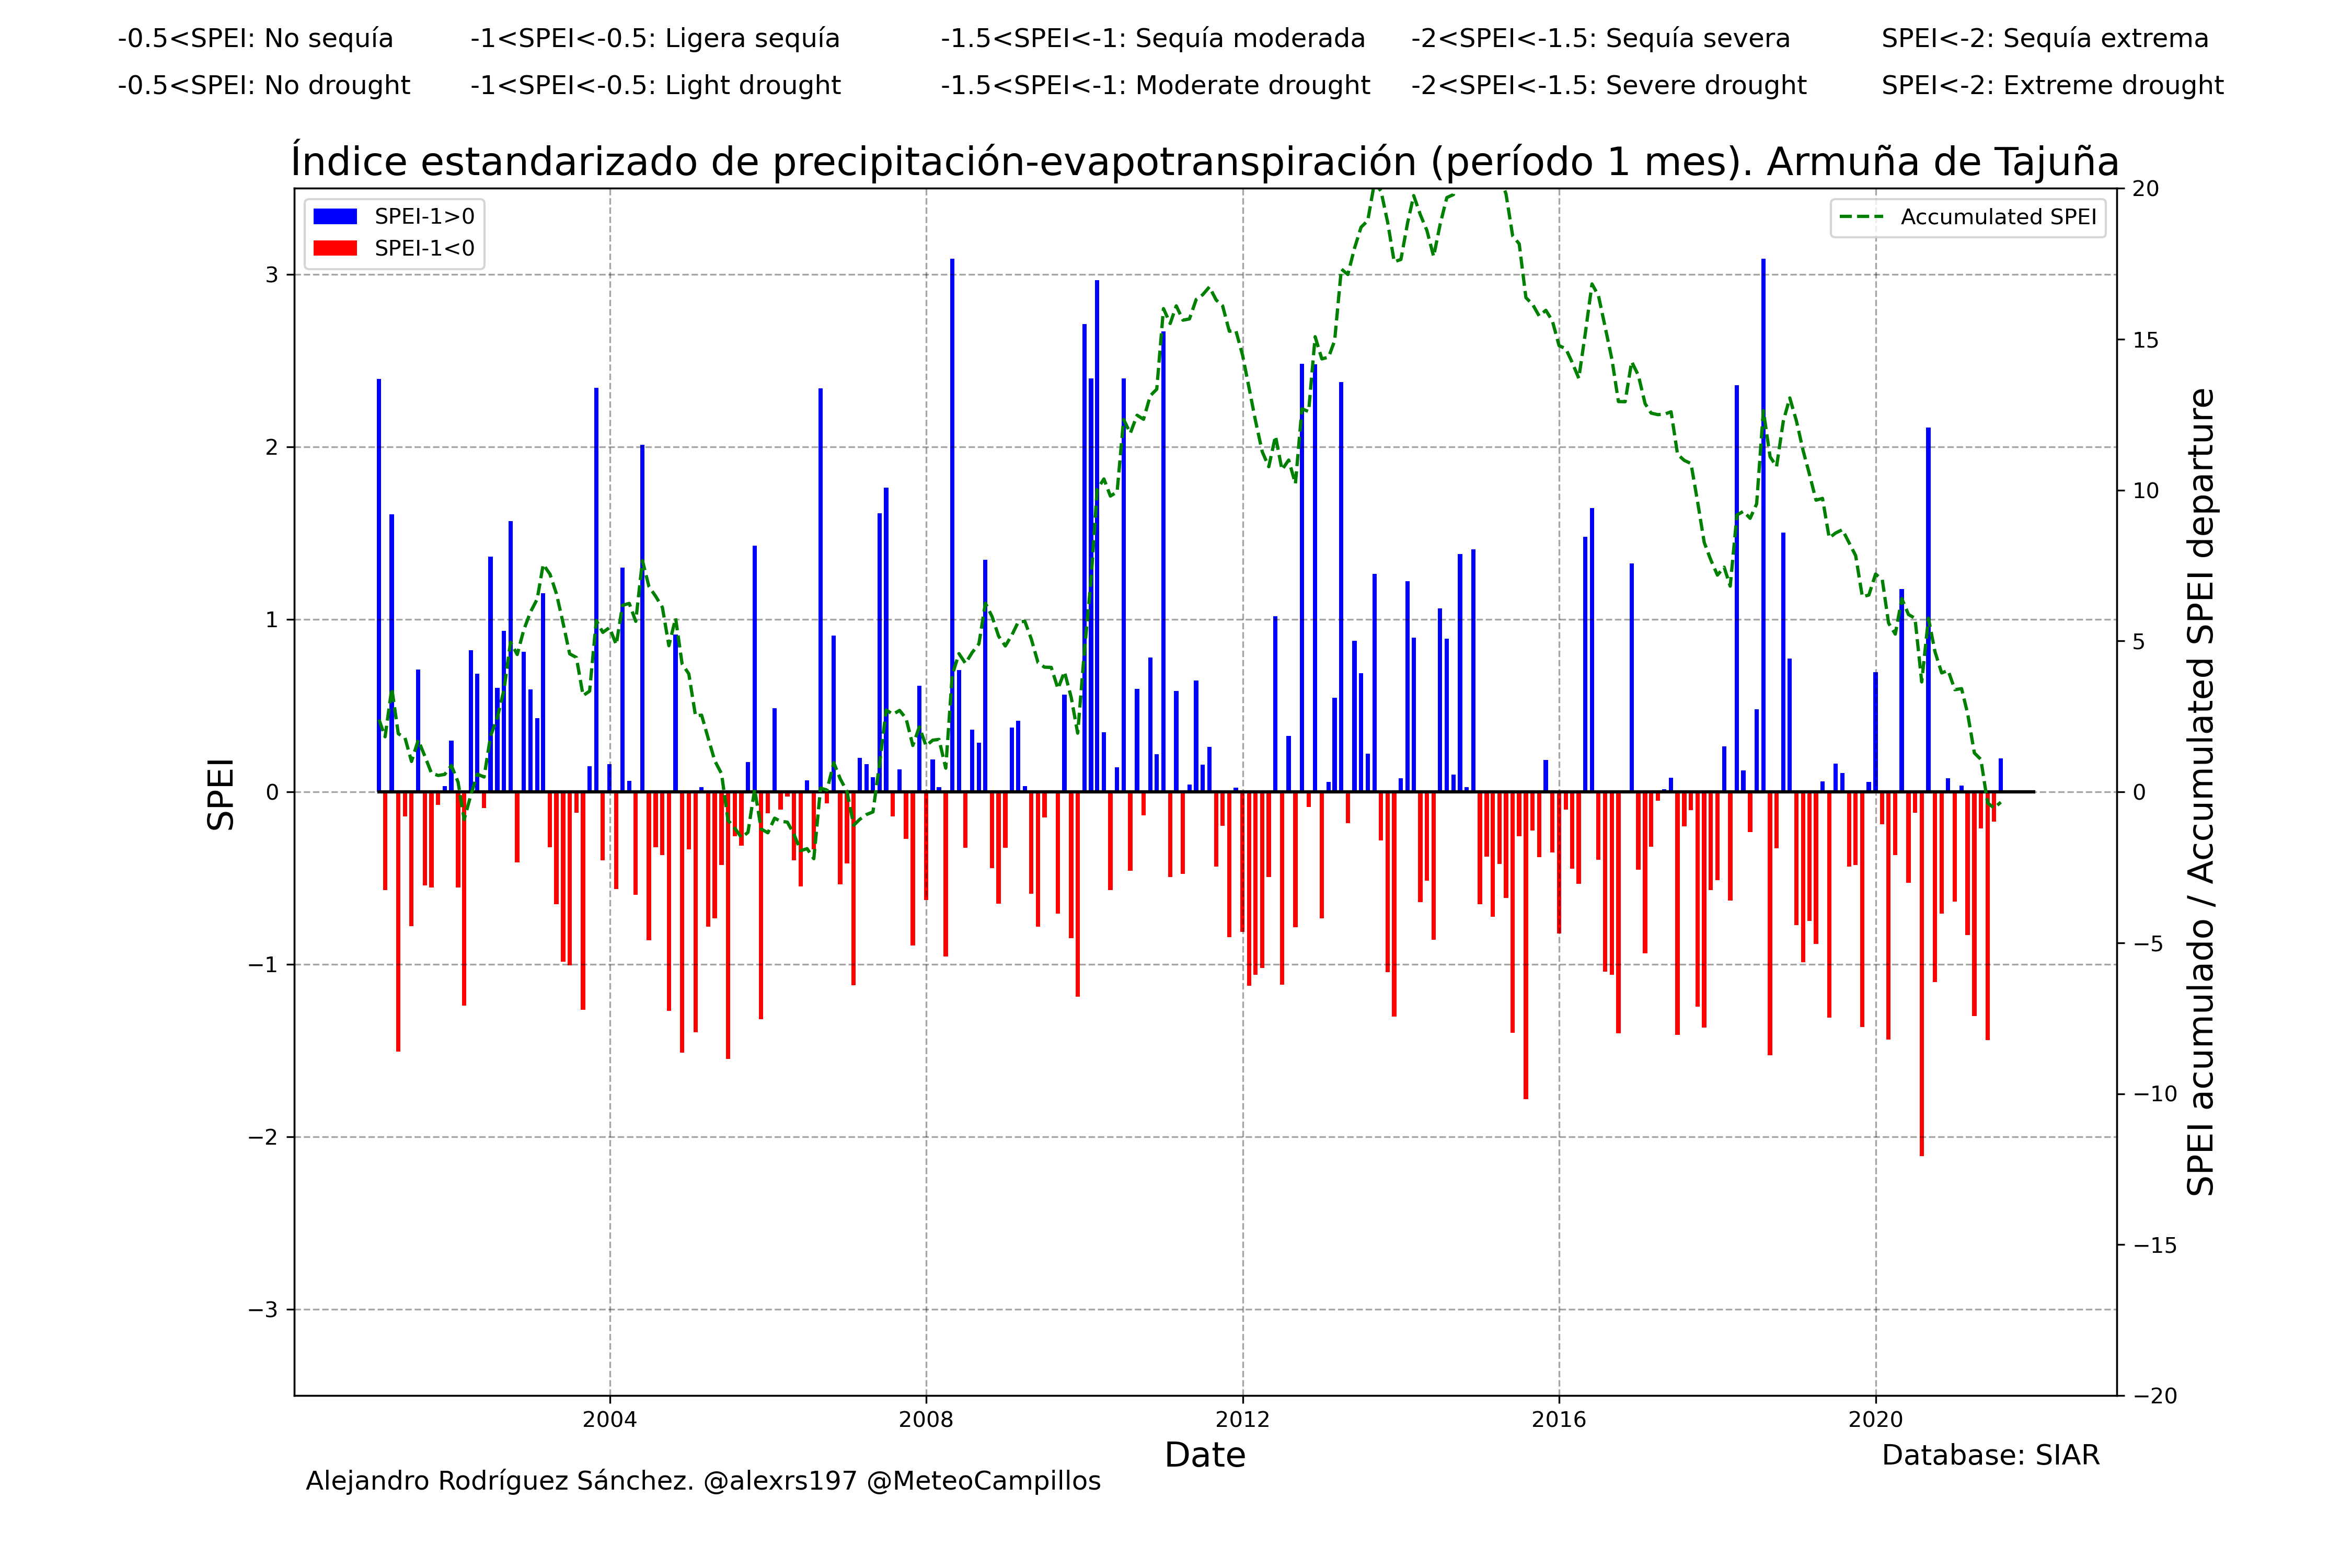 -0.5<SPEI: No sequía -1<SPEI<-0.5: Ligera sequía -1.5<SPEI<-1: Sequía moderada -2<SPEI<-1.5: Sequía severa SPEI<-2: Sequía extrema
-0.5<SPEI: No drought -1<SPEI<-0.5: Light drought -1.5<SPEI<-1: Moderate drought -2<SPEI<-1.5: Severe drought SPEI<-2: Extreme drought
Índice estandarizado de precipitación-evapotranspiración (período 1 mes). Armuña de Tajuña
SPEI-1>0
SPEI-1<0
Accumulated SPEI
SPEI
3
2
1
0
−1
−2
−3
20
15
10
5
0
−5
−10
−15
−20
SPEI acumulado / Accumulated SPEI departure
2004 2008 2012 2016 2020
Date
Database: SIAR
Alejandro Rodríguez Sánchez. @alexrs197 @MeteoCampillos